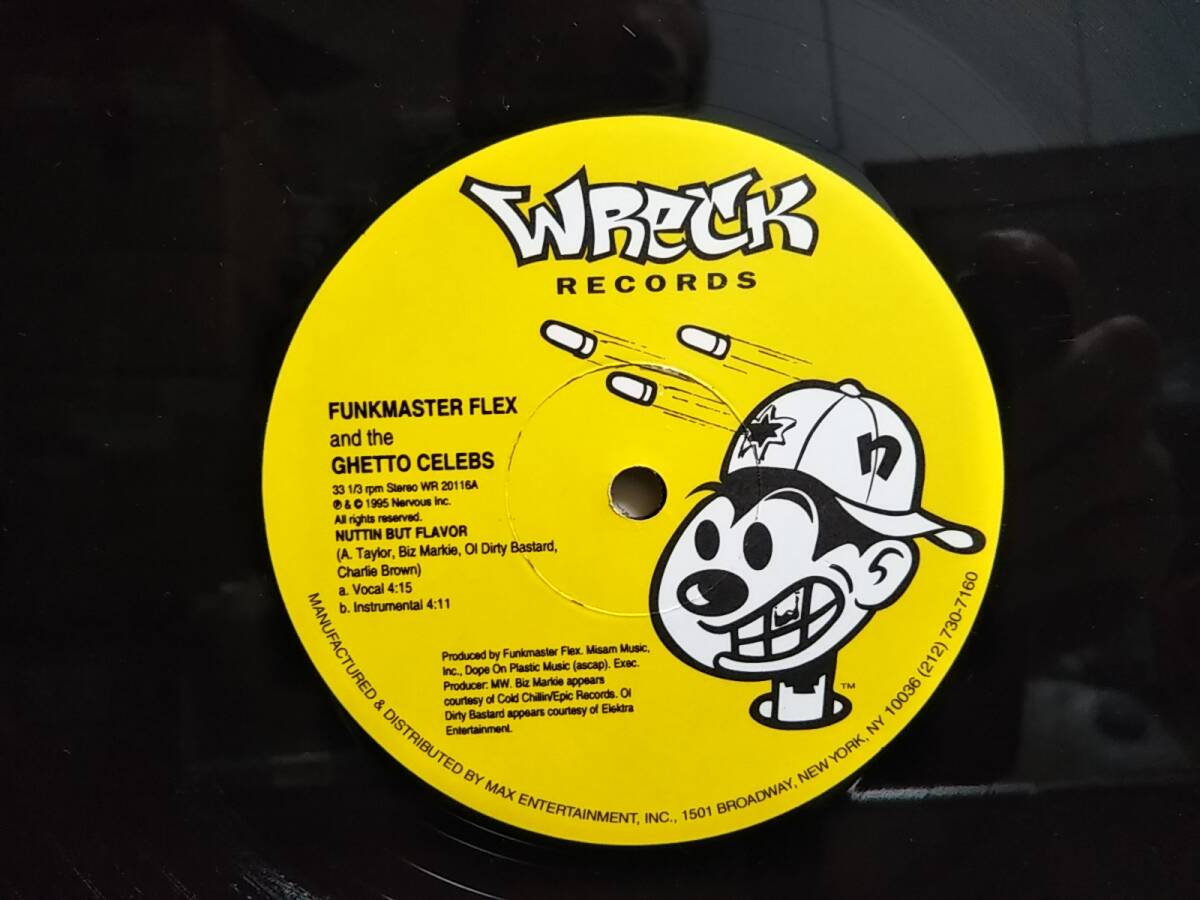 WRECK
RECORDS
n
FUNKMASTER FLEX
and the
GHETTO CELEBS
33 1/3 rpm Stereo WR 20116A
℗ & © 1995 Nervous Inc.
All rights reserved.
NUTTIN BUT FLAVOR
(A. Taylor, Biz Markie, Ol Dirty Bastard,
Charlie Brown)
a. Vocal 4:15
b. Instrumental 4:11
Produced by Funkmaster Flex. Misam Music,
Inc., Dope On Plastic Music (ascap). Exec.
Producer: MW. Biz Markie appears
courtesy of Cold Chillin/Epic Records. Ol
Dirty Bastard appears courtesy of Elektra
Entertainment.
TM
MANUFACTURED & DISTRIBUTED BY MAX ENTERTAINMENT, INC., 1501 BROADWAY, NEW YORK, NY 10036 (212) 730-7160